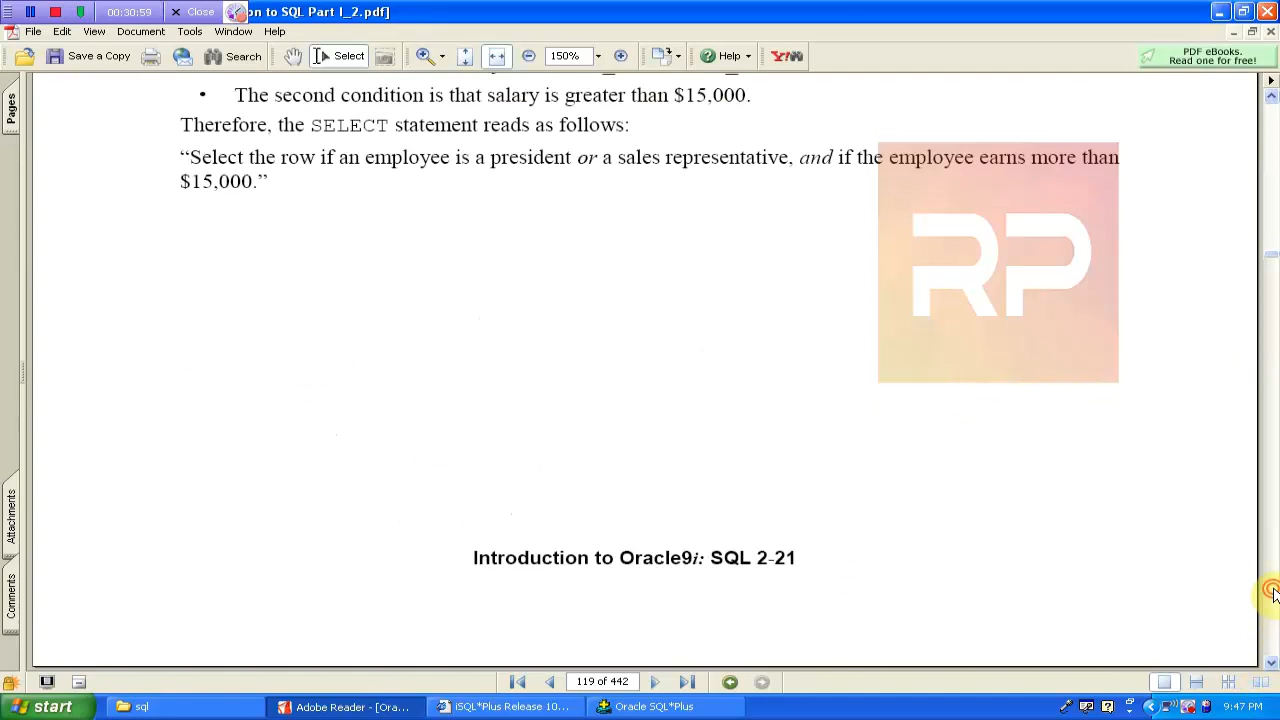 00:30:59 Close on to SQL Part I_2.pdf]
File Edit View Document Tools Window Help
Save a Copy Search Select 150% Help Y! PDF eBooks.
Read one for free!
Pages
• The second condition is that salary is greater than $15,000.
Therefore, the SELECT statement reads as follows:
“Select the row if an employee is a president or a sales representative, and if the employee earns more than
$15,000.”
RP
Attachments
Introduction to Oracle9i: SQL 2-21
Comments
119 of 442
start sql Adobe Reader - [Ora... iSQL*Plus Release 10... Oracle SQL*Plus 9:47 PM